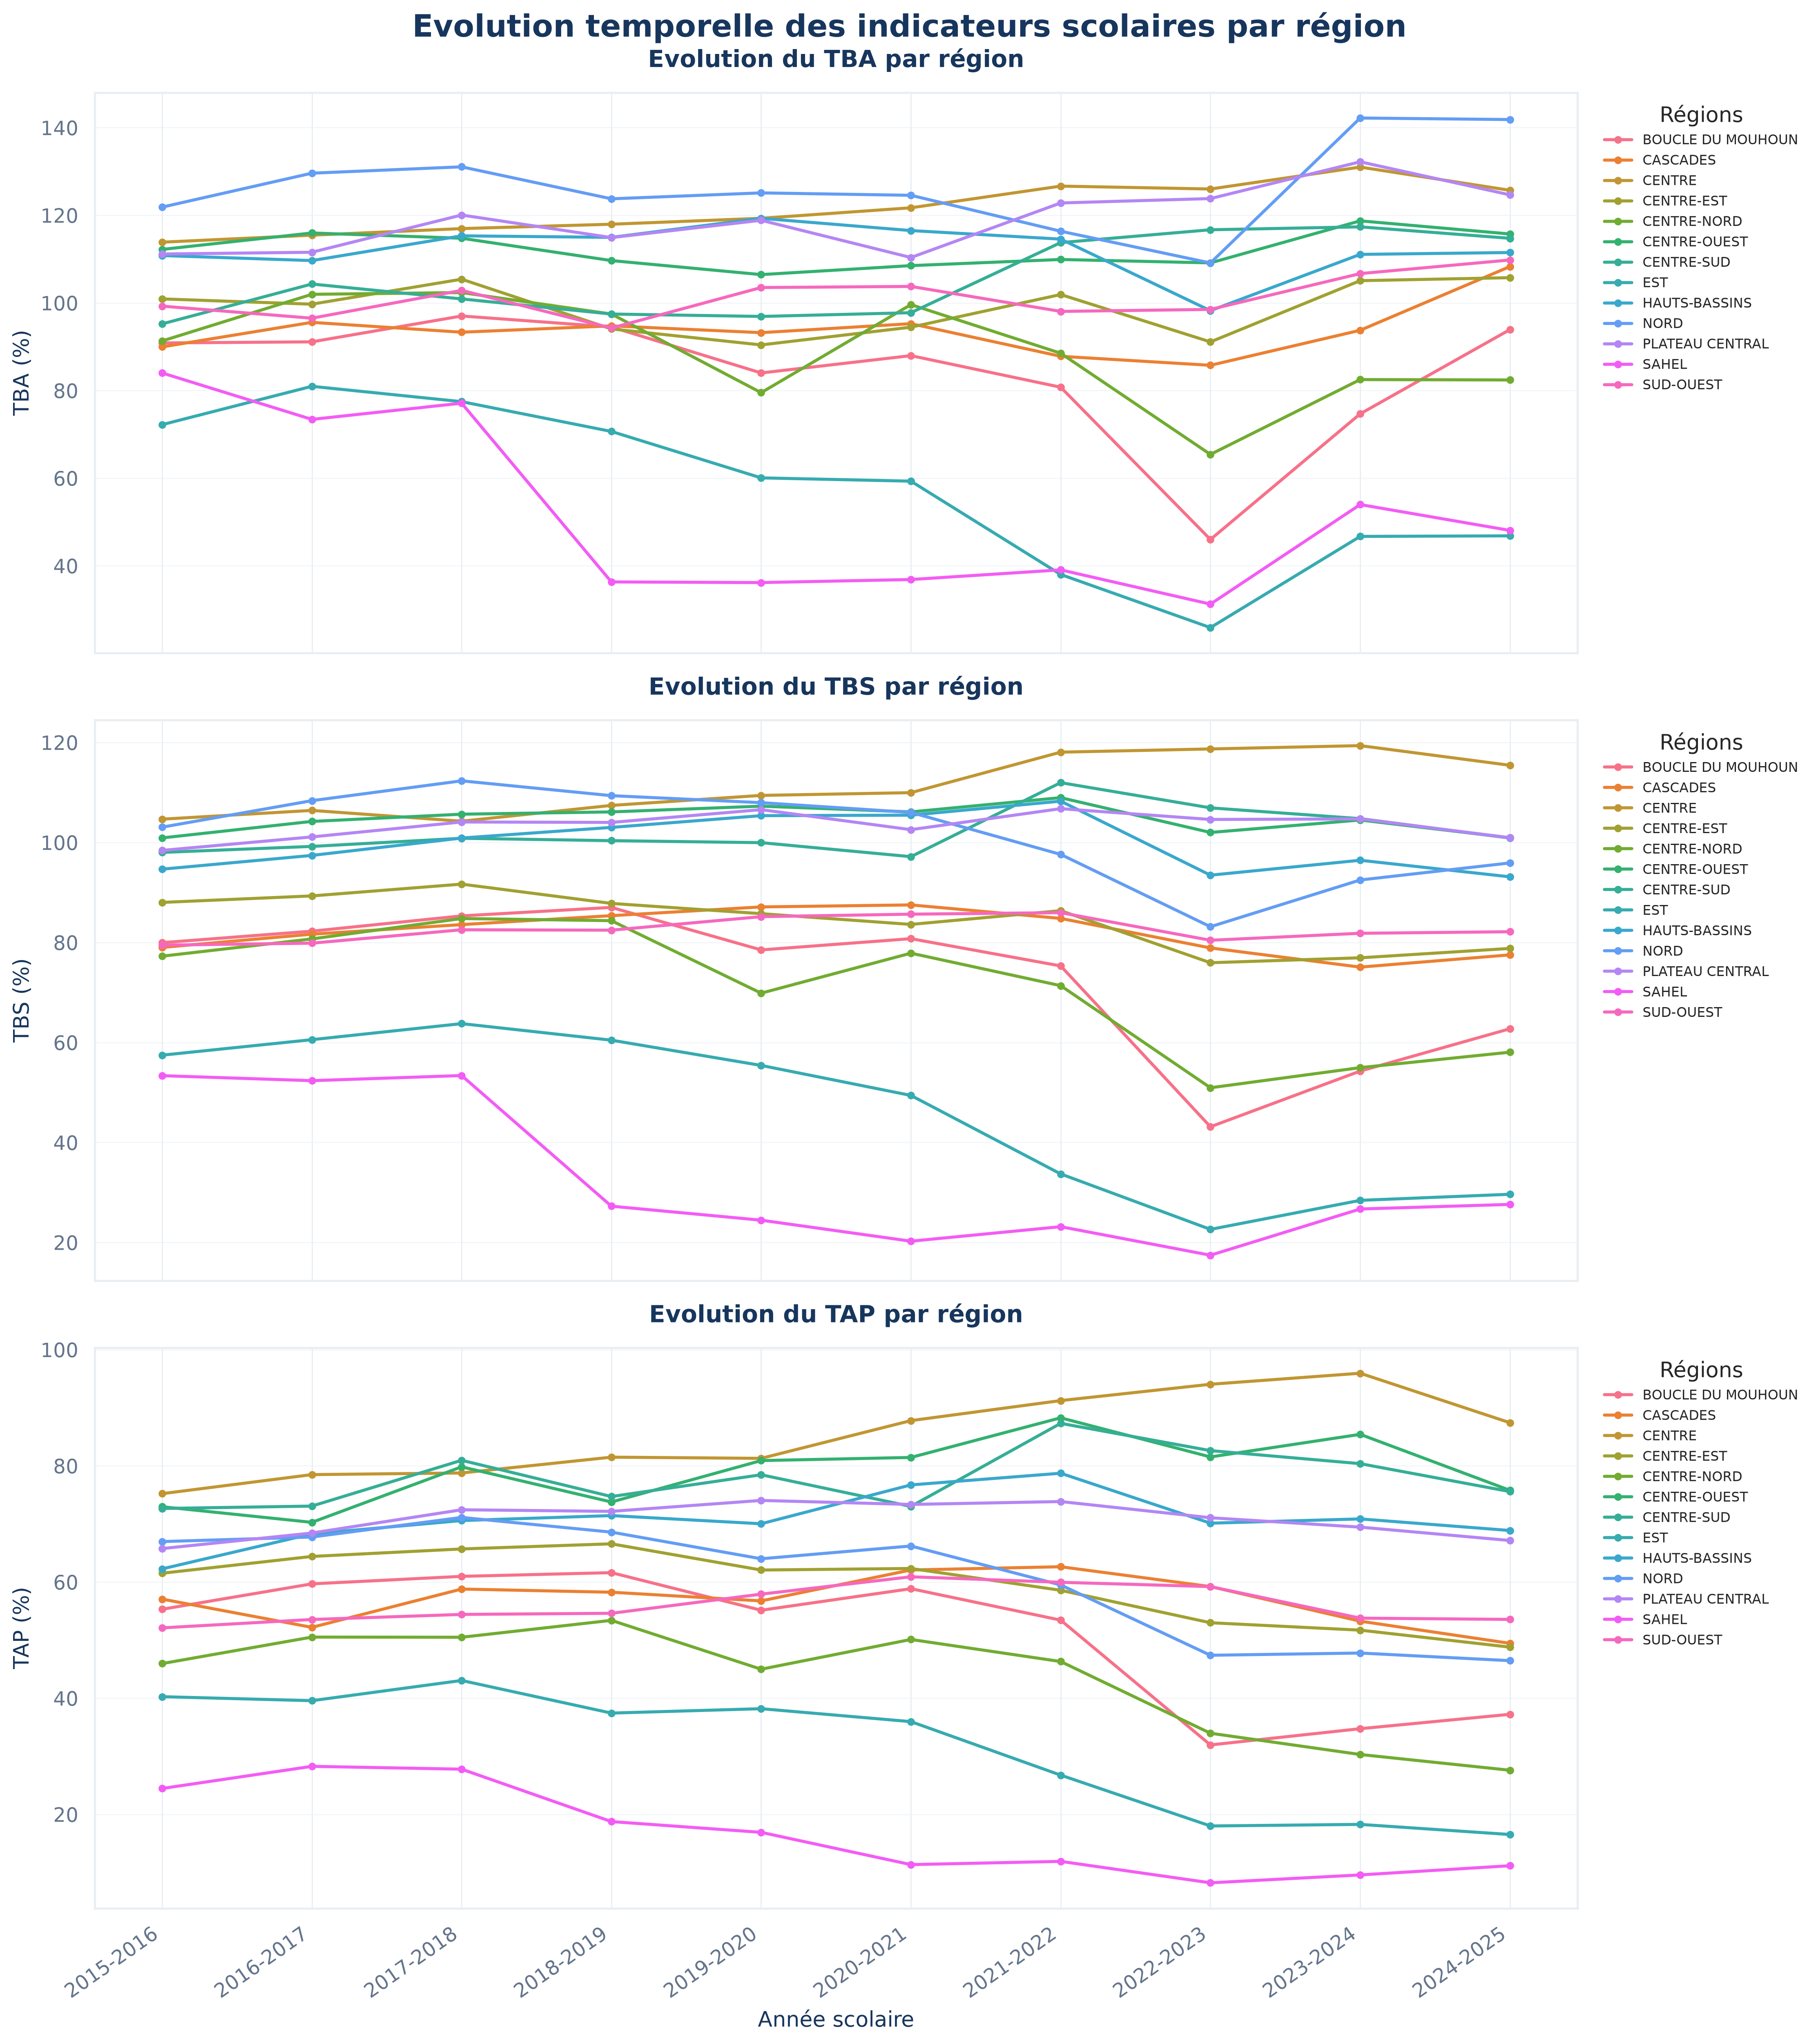 Evolution temporelle des indicateurs scolaires par région
Evolution du TBA par région
TBA (%)
140
120
100
80
60
40
Régions
BOUCLE DU MOUHOUN
CASCADES
CENTRE
CENTRE-EST
CENTRE-NORD
CENTRE-OUEST
CENTRE-SUD
EST
HAUTS-BASSINS
NORD
PLATEAU CENTRAL
SAHEL
SUD-OUEST
Evolution du TBS par région
TBS (%)
120
100
80
60
40
20
Régions
BOUCLE DU MOUHOUN
CASCADES
CENTRE
CENTRE-EST
CENTRE-NORD
CENTRE-OUEST
CENTRE-SUD
EST
HAUTS-BASSINS
NORD
PLATEAU CENTRAL
SAHEL
SUD-OUEST
Evolution du TAP par région
TAP (%)
100
80
60
40
20
Régions
BOUCLE DU MOUHOUN
CASCADES
CENTRE
CENTRE-EST
CENTRE-NORD
CENTRE-OUEST
CENTRE-SUD
EST
HAUTS-BASSINS
NORD
PLATEAU CENTRAL
SAHEL
SUD-OUEST
2015-2016
2016-2017
2017-2018
2018-2019
2019-2020
2020-2021
2021-2022
2022-2023
2023-2024
2024-2025
Année scolaire